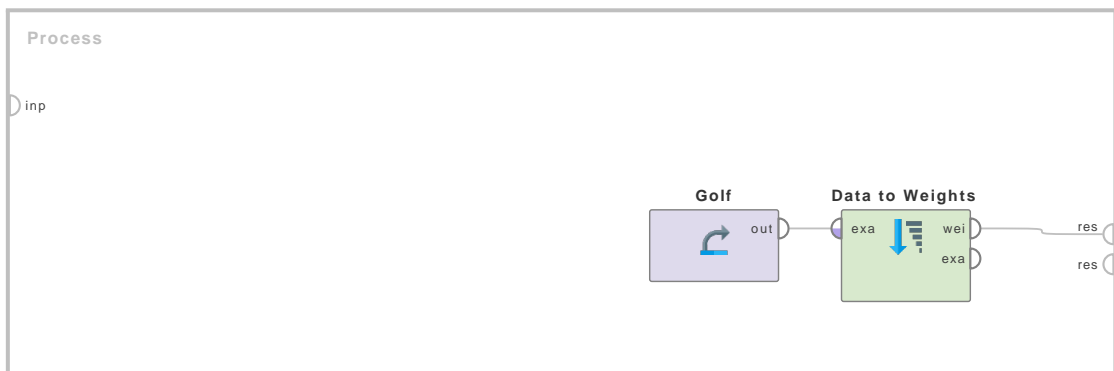 Process
inp
Golf
out
Data to Weights
exa
wei
exa
res
res